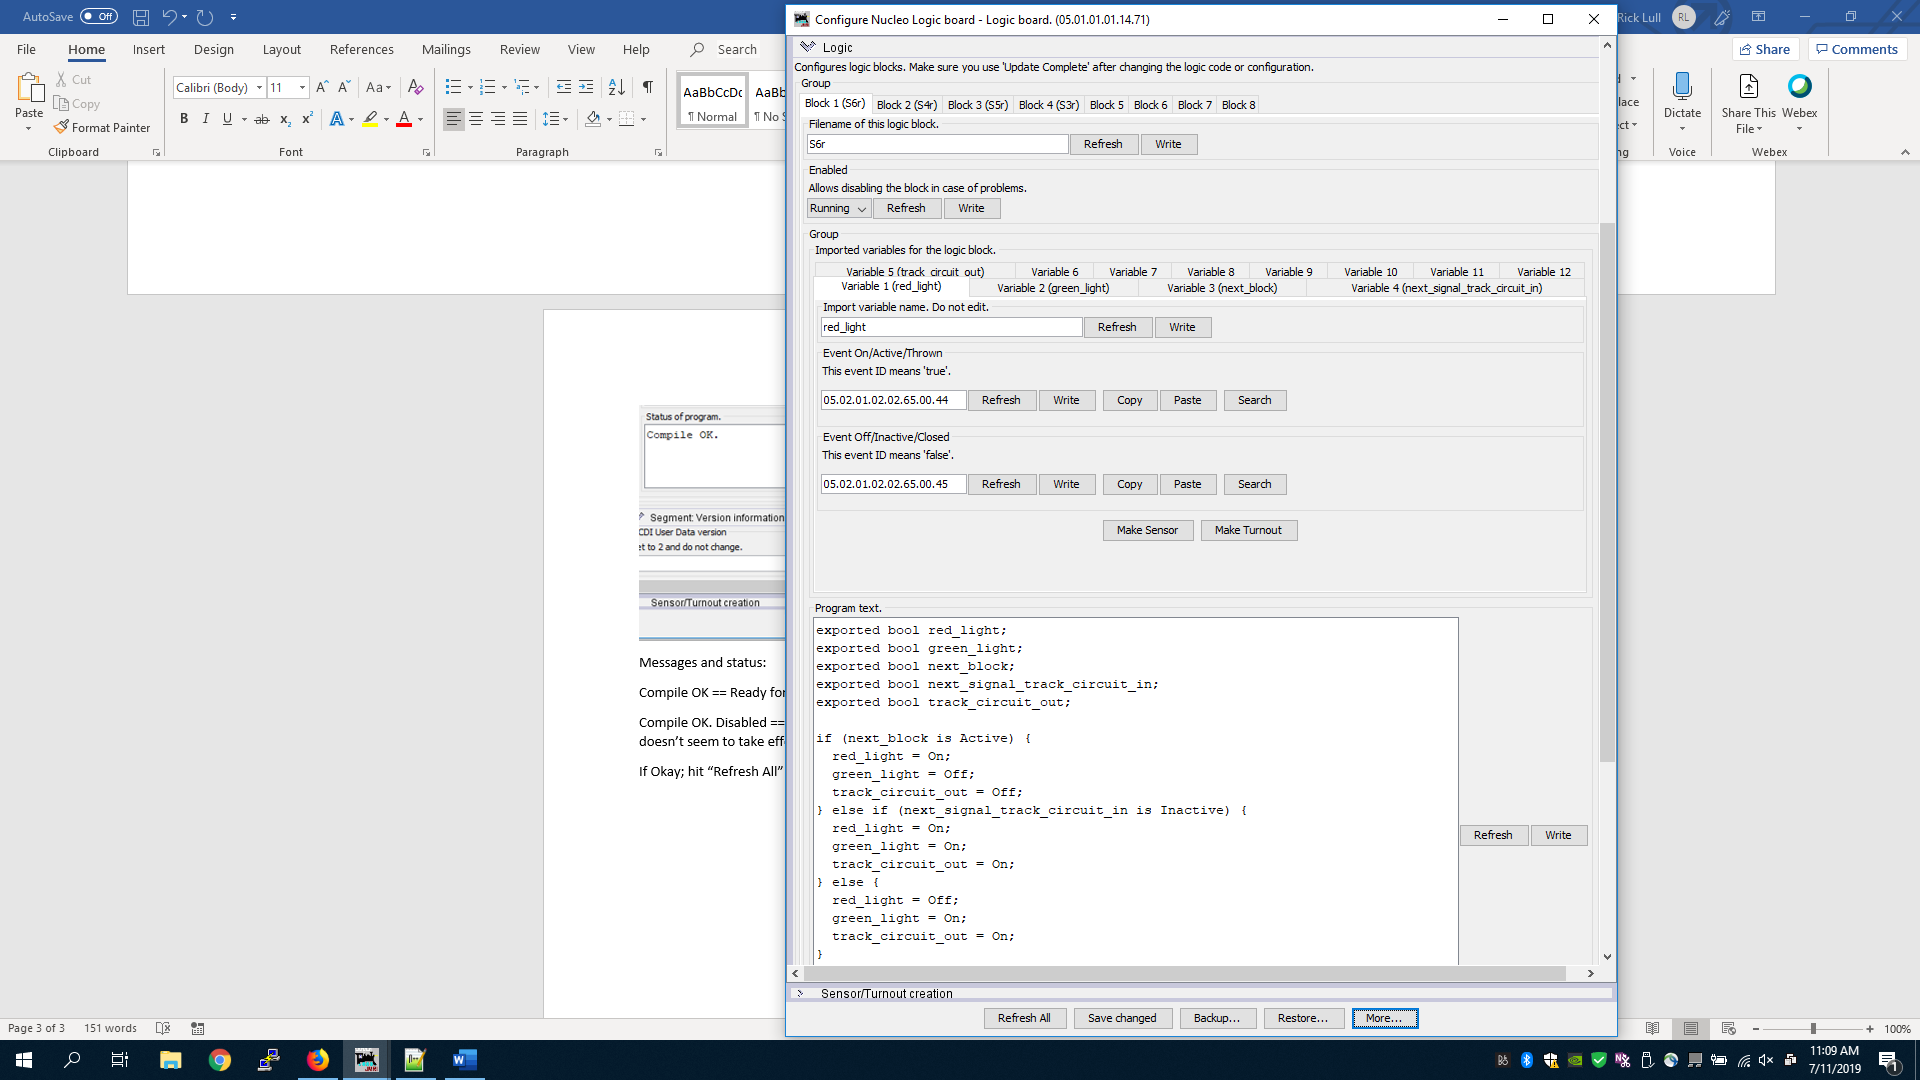 AutoSave Off
Rick Lull RL
File Home Insert Design Layout References Mailings Review View Help Search
Share Comments
Paste
Cut
Copy
Format Painter
Clipboard
Calibri (Body) 11
Font
Paragraph
AaBbCcDc
¶ Normal
AaBb
¶ No S
Dictate
Voice
Share This File
Webex
Webex
Status of program.
Compile OK.
Segment: Version information
CDI User Data version
et to 2 and do not change.
Sensor/Turnout creation
Messages and status:
Compile OK == Ready for
Compile OK. Disabled ==
doesn’t seem to take eff
If Okay; hit “Refresh All”
Configure Nucleo Logic board - Logic board. (05.01.01.01.14.71)
Logic
Configures logic blocks. Make sure you use 'Update Complete' after changing the logic code or configuration.
Group
Block 1 (S6r) Block 2 (S4r) Block 3 (S5r) Block 4 (S3r) Block 5 Block 6 Block 7 Block 8
Filename of this logic block.
S6r Refresh Write
Enabled
Allows disabling the block in case of problems.
Running Refresh Write
Group
Imported variables for the logic block.
Variable 5 (track_circuit_out) Variable 6 Variable 7 Variable 8 Variable 9 Variable 10 Variable 11 Variable 12
Variable 1 (red_light) Variable 2 (green_light) Variable 3 (next_block) Variable 4 (next_signal_track_circuit_in)
Import variable name. Do not edit.
red_light Refresh Write
Event On/Active/Thrown
This event ID means 'true'.
05.02.01.02.02.65.00.44 Refresh Write Copy Paste Search
Event Off/Inactive/Closed
This event ID means 'false'.
05.02.01.02.02.65.00.45 Refresh Write Copy Paste Search
Make Sensor Make Turnout
Program text.
exported bool red_light;
exported bool green_light;
exported bool next_block;
exported bool next_signal_track_circuit_in;
exported bool track_circuit_out;
if (next_block is Active) {
red_light = On;
green_light = Off;
track_circuit_out = Off;
} else if (next_signal_track_circuit_in is Inactive) {
red_light = On;
green_light = On;
track_circuit_out = On;
} else {
red_light = Off;
green_light = On;
track_circuit_out = On;
}
Refresh Write
Sensor/Turnout creation
Refresh All Save changed Backup... Restore... More...
Page 3 of 3 151 words
100%
11:09 AM
7/11/2019